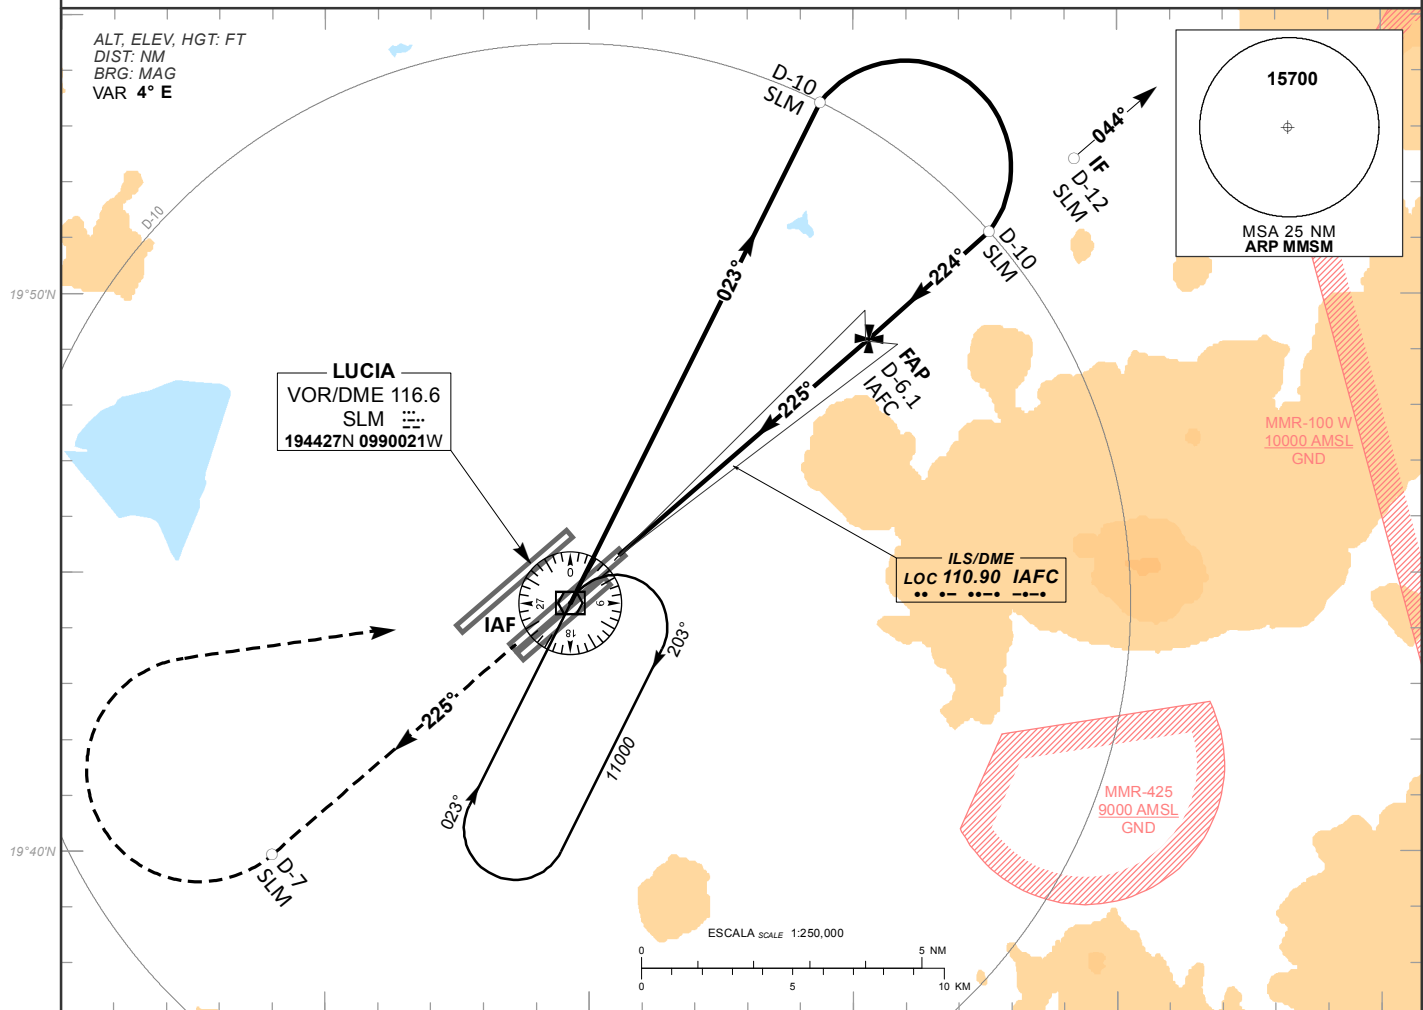 ALT, ELEV, HGT: FT
DIST: NM
BRG: MAG
VAR 4° E
D-10
SLM
044°
IF
D-12
SLM
15700
MSA 25 NM
ARP MMSM
D-10
D-10
SLM
224°
023°
19°50'N
FAP
D-6.1
IAFC
225°
LUCIA
VOR/DME 116.6
SLM
194427N 0990021W
MMR-100 W
10000 AMSL
GND
ILS/DME
LOC 110.90 IAFC
0
27
9
18
IAF
203°
225°
11000
023°
MMR-425
9000 AMSL
GND
19°40'N
D-7
SLM
ESCALA SCALE 1:250,000
0
5 NM
0
5
10 KM